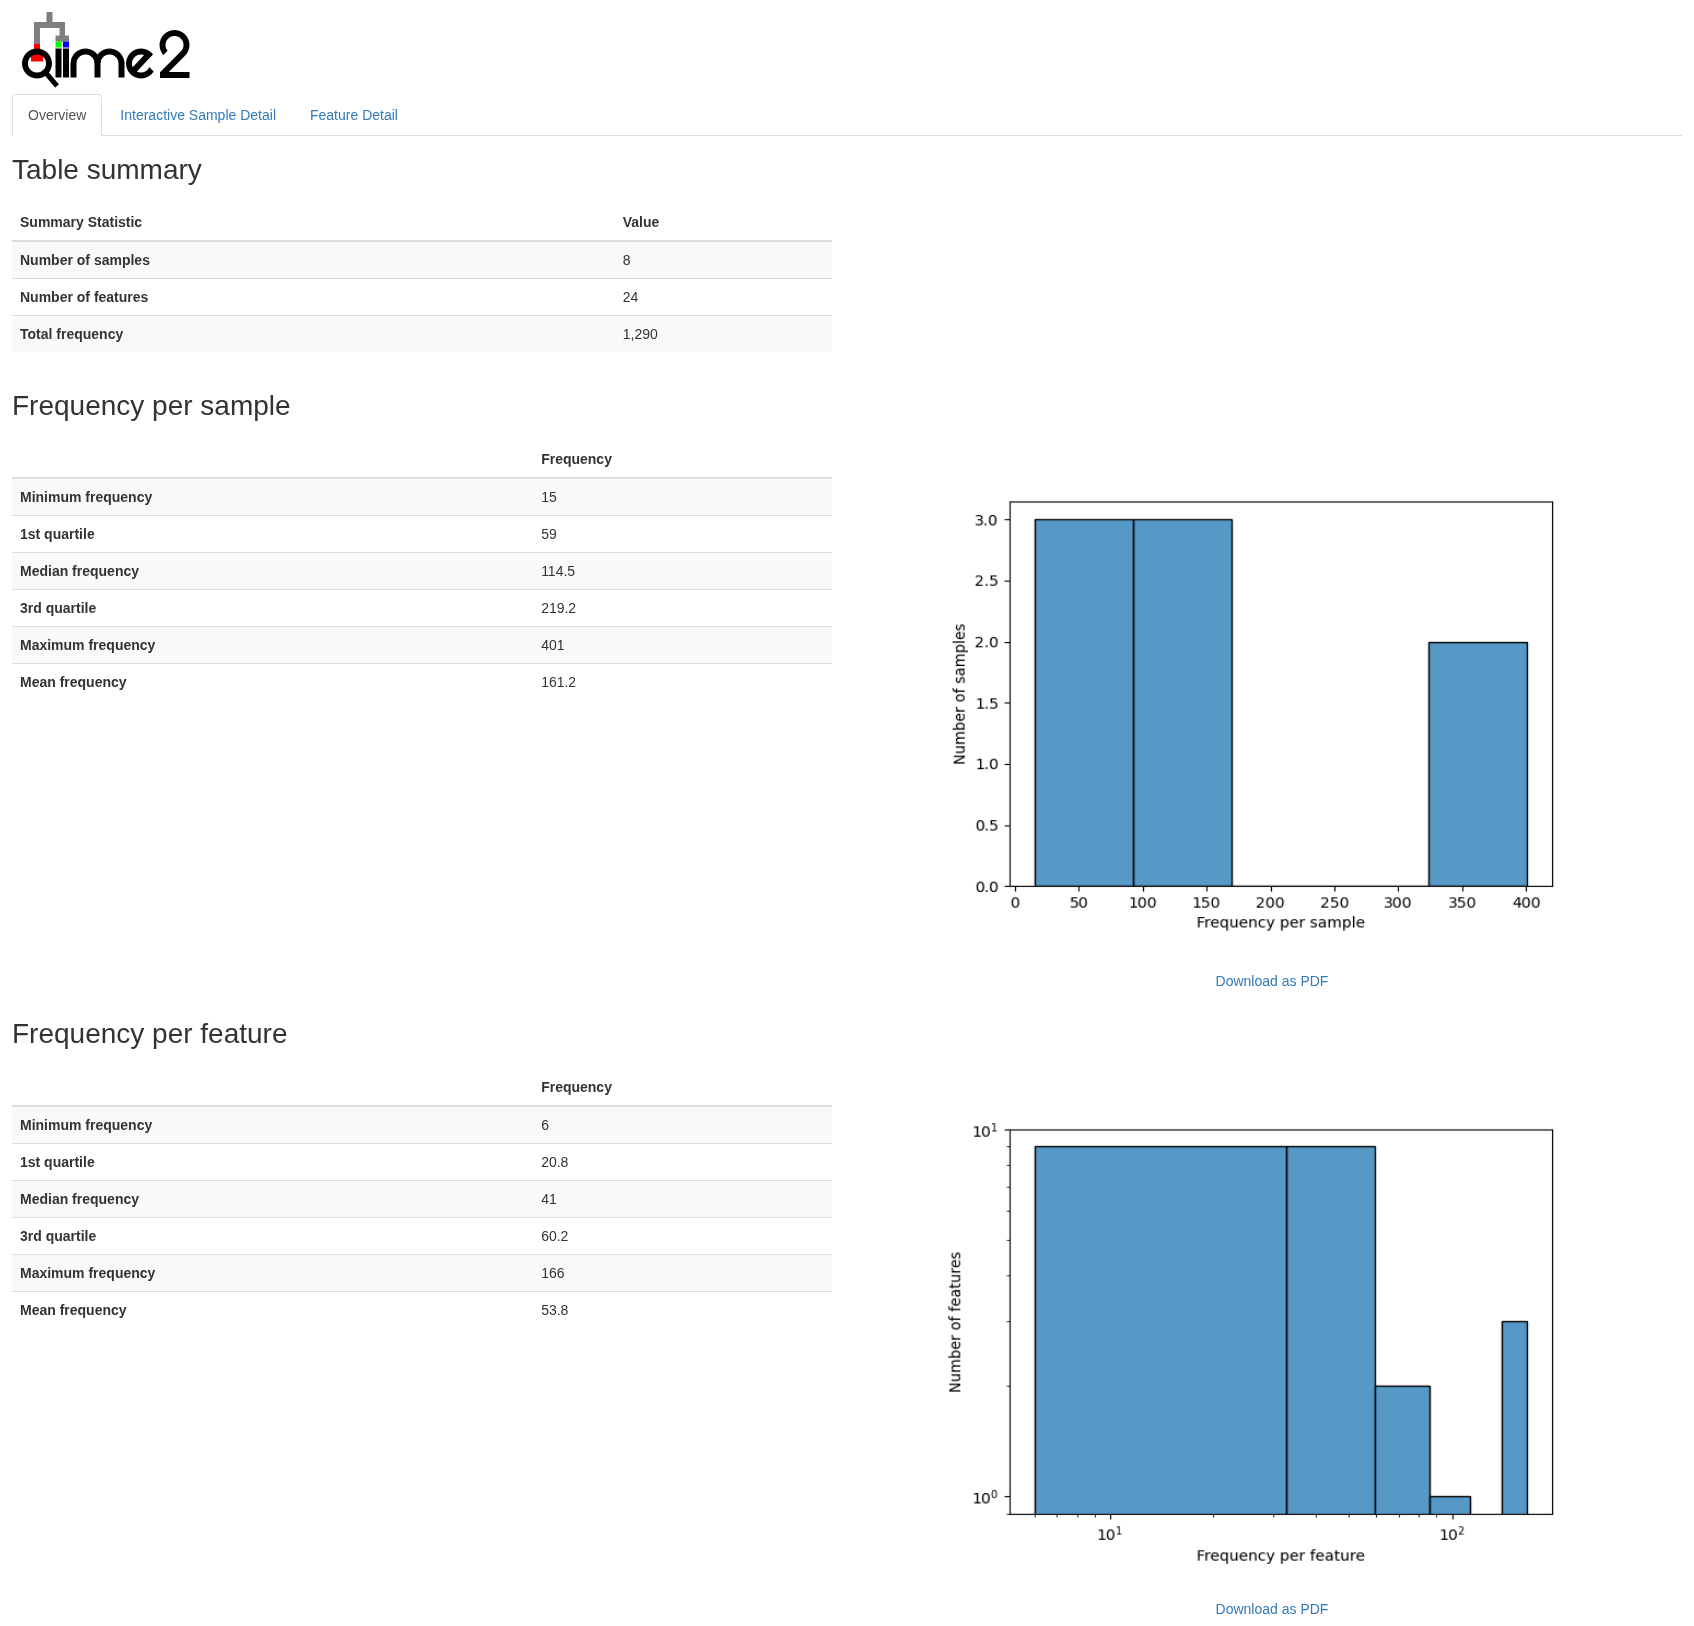 qiime2
Overview Interactive Sample Detail Feature Detail
Table summary
Summary Statistic Value
Number of samples 8
Number of features 24
Total frequency 1,290
Frequency per sample
Frequency
Minimum frequency 15
1st quartile 59
Median frequency 114.5
3rd quartile 219.2
Maximum frequency 401
Mean frequency 161.2
3.0
2.5
2.0
1.5
1.0
0.5
0.0
Number of samples
0 50 100 150 200 250 300 350 400
Frequency per sample
Download as PDF
Frequency per feature
Frequency
Minimum frequency 6
1st quartile 20.8
Median frequency 41
3rd quartile 60.2
Maximum frequency 166
Mean frequency 53.8
10¹
10⁰
Number of features
10¹ 10²
Frequency per feature
Download as PDF